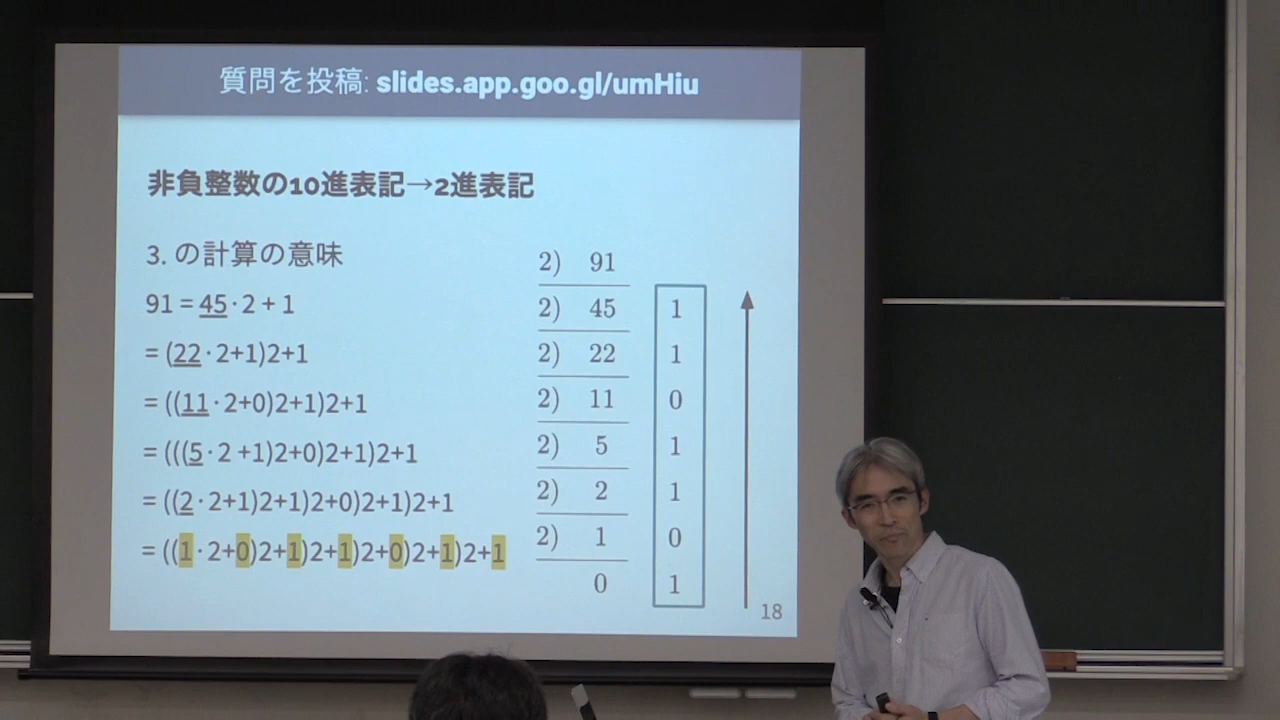 質問を投稿: slides.app.goo.gl/umHiu
非負整数の10進表記→2進表記
3. の計算の意味
91 = 45·2 + 1
= (22·2+1)2+1
= ((11·2+0)2+1)2+1
= (((5·2 +1)2+0)2+1)2+1
= ((2·2+1)2+1)2+0)2+1)2+1
= ((1·2+0)2+1)2+1)2+0)2+1)2+1
2) 91
2) 45 1
2) 22 1
2) 11 0
2) 5 1
2) 2 1
2) 1 0
0 1
18